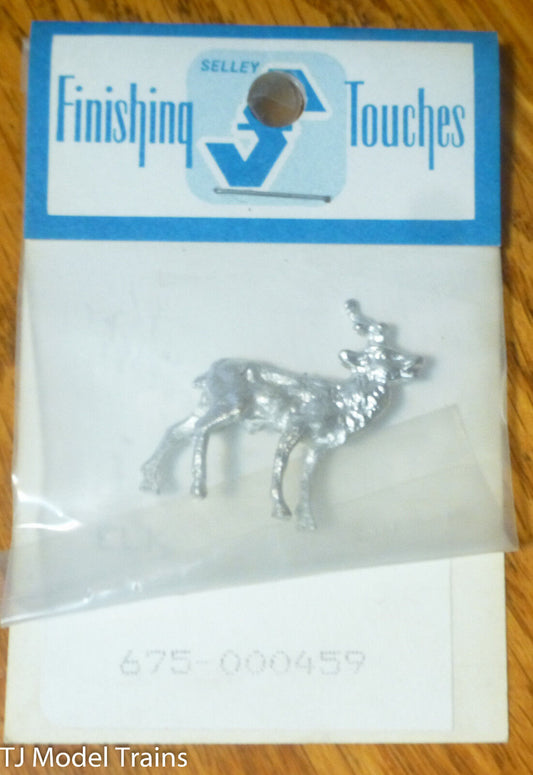 SELLEY
Finishing Touches
675-000459
TJ Model Trains